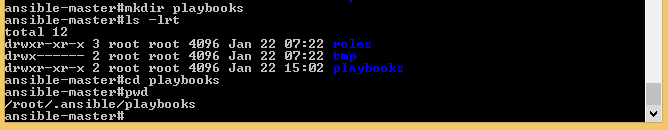 ansible-master#mkdir playbooks
ansible-master#ls -lrt
total 12
drwxr-xr-x 3 root root 4096 Jan 22 07:22 roles
drwx------ 2 root root 4096 Jan 22 07:22 tmp
drwxr-xr-x 2 root root 4096 Jan 22 15:02 playbooks
ansible-master#cd playbooks
ansible-master#pwd
/root/.ansible/playbooks
ansible-master#